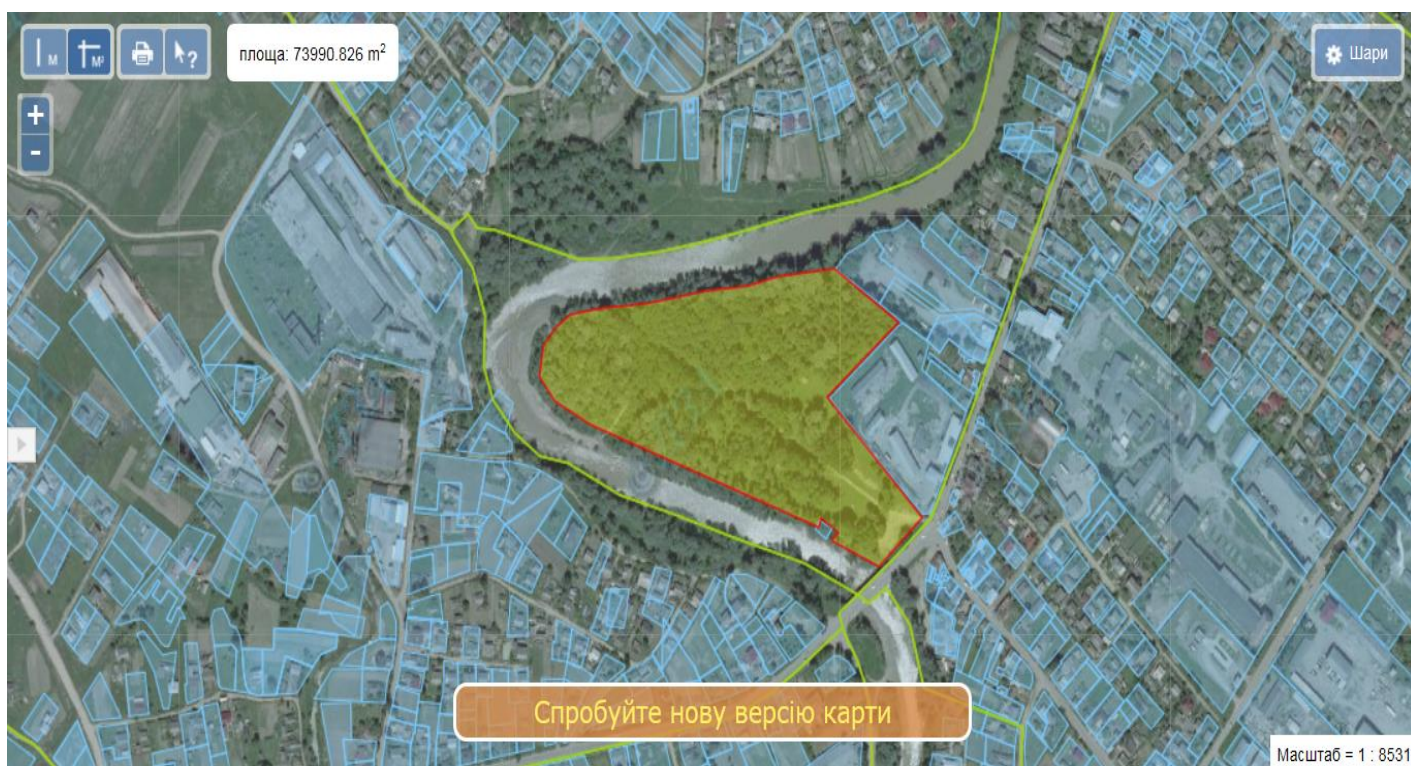 м
м²
?
площа: 73990.826 m²
Шари
+
-
Спробуйте нову версію карти
Масштаб = 1 : 8531